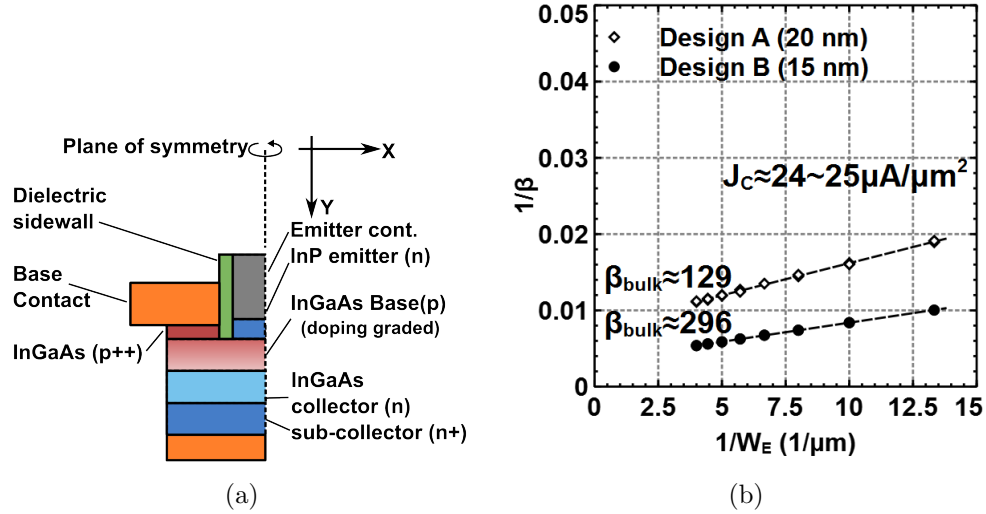 Plane of symmetry
X
Y
Dielectric
sidewall
Emitter cont.
InP emitter (n)
Base
Contact
InGaAs Base(p)
(doping graded)
InGaAs (p++)
InGaAs
collector (n)
sub-collector (n+)
(a)
0.05
0.04
0.03
0.02
0.01
0
1/β
Design A (20 nm)
Design B (15 nm)
J_C≈24~25μA/μm²
β_bulk≈129
β_bulk≈296
0 2.5 5 7.5 10 12.5 15
1/W_E (1/μm)
(b)